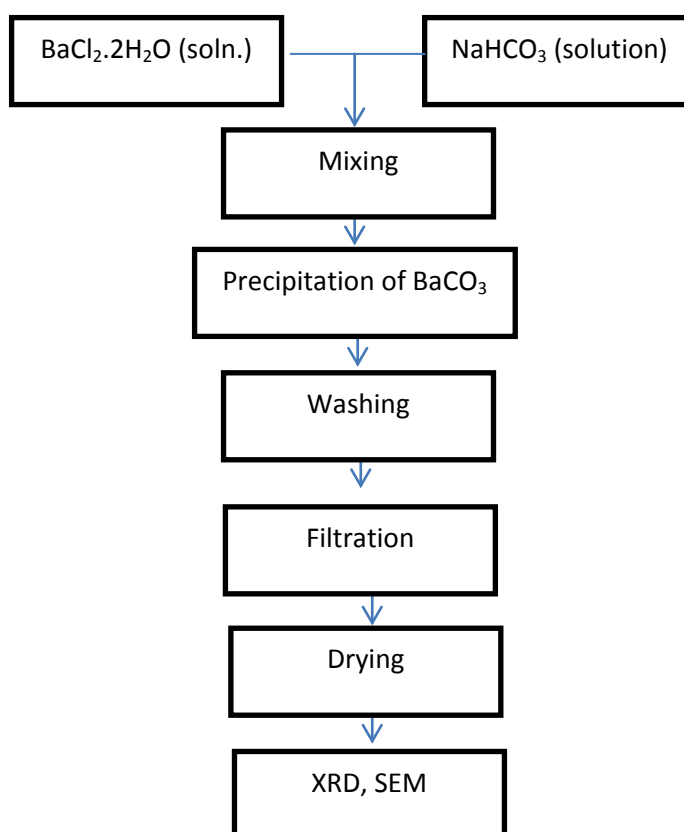 BaCl₂.2H₂O (soln.)
NaHCO₃ (solution)
Mixing
Precipitation of BaCO₃
Washing
Filtration
Drying
XRD, SEM